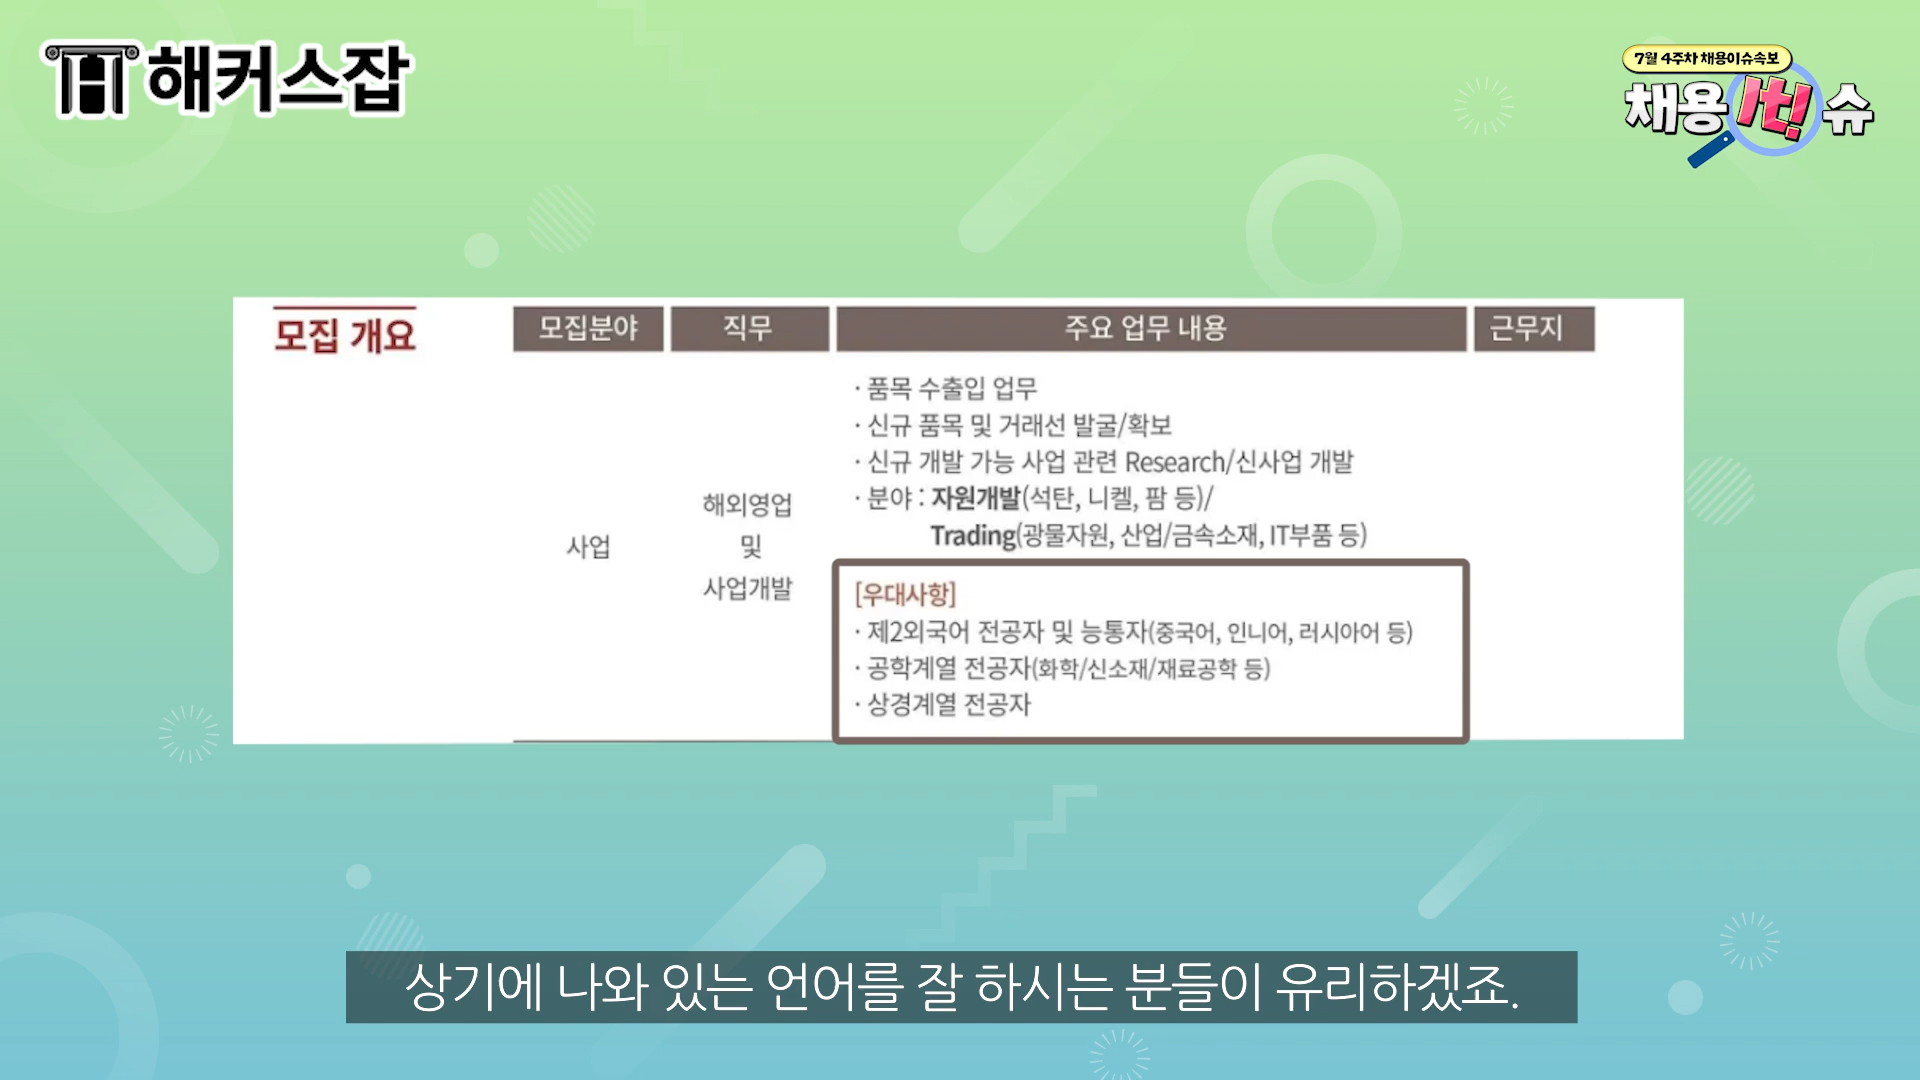 해커스잡
7월 4주차 채용이슈속보
채용 잇! 슈
모집 개요
모집분야 직무 주요 업무 내용 근무지
사업
해외영업
및
사업개발
· 품목 수출입 업무
· 신규 품목 및 거래선 발굴/확보
· 신규 개발 가능 사업 관련 Research/신사업 개발
· 분야 : 자원개발(석탄, 니켈, 팜 등)/
Trading(광물자원, 산업/금속소재, IT부품 등)
[우대사항]
· 제2외국어 전공자 및 능통자(중국어, 인니어, 러시아어 등)
· 공학계열 전공자(화학/신소재/재료공학 등)
· 상경계열 전공자
상기에 나와 있는 언어를 잘 하시는 분들이 유리하겠죠.